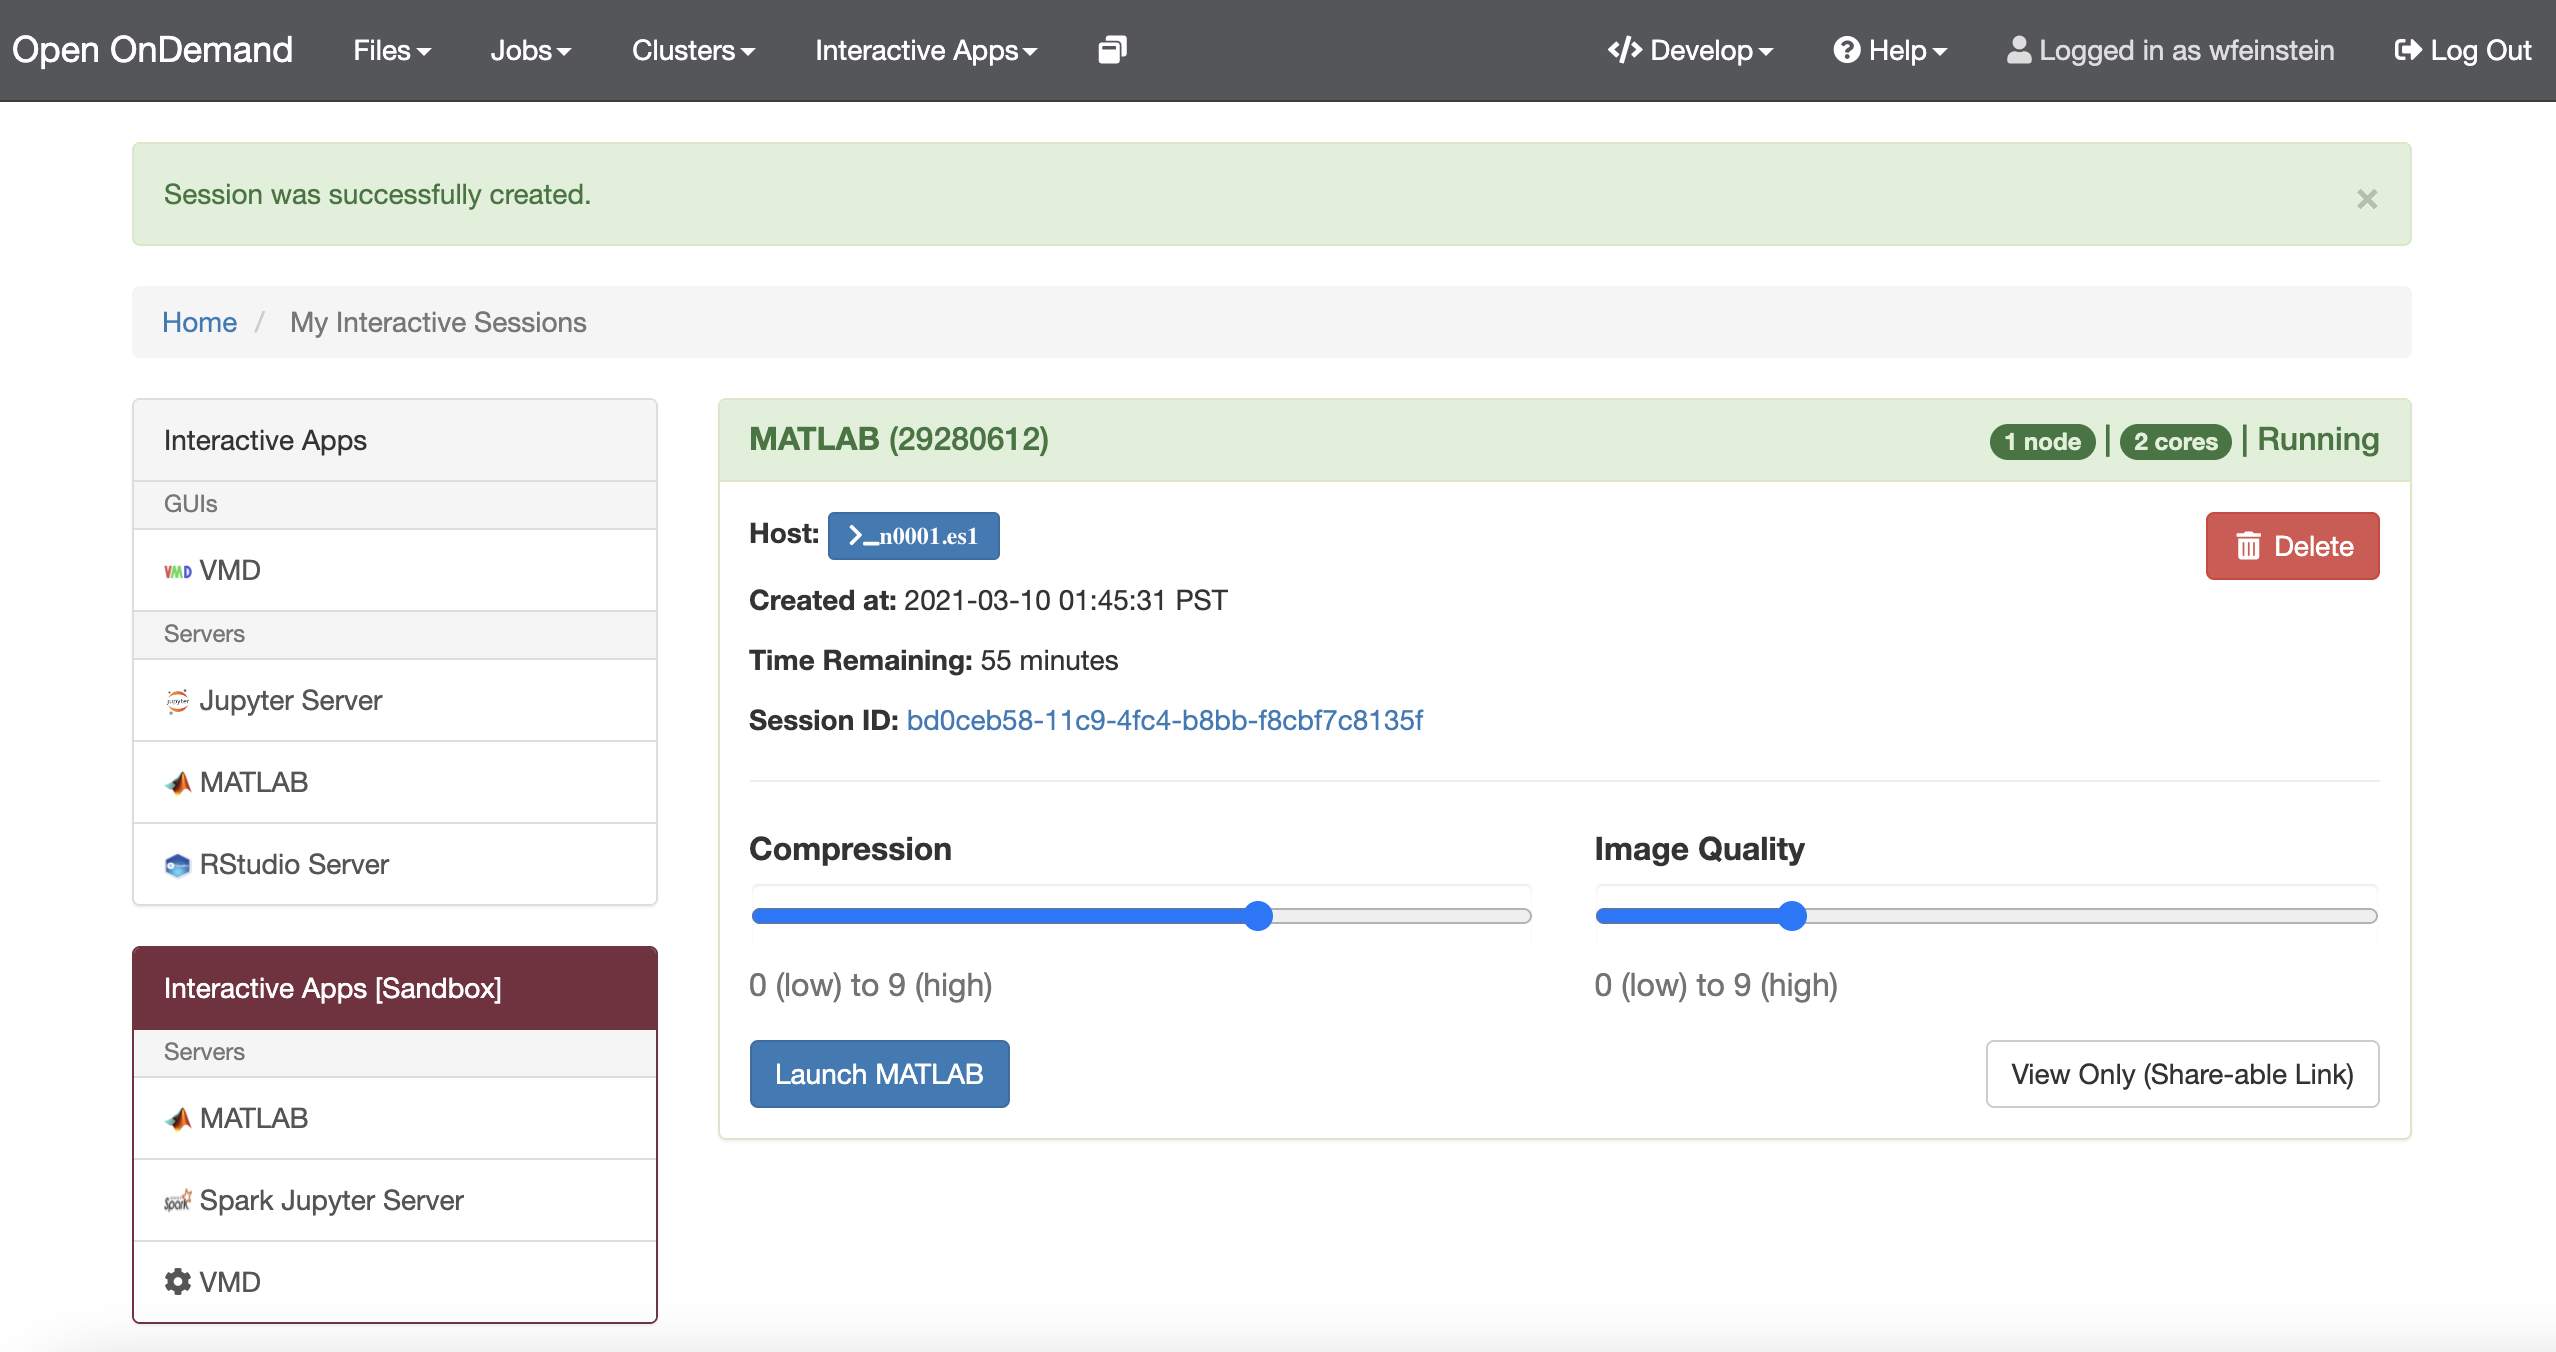 Open OnDemand Files Jobs Clusters Interactive Apps Develop Help Logged in as wfeinstein Log Out
Session was successfully created. ×
Home / My Interactive Sessions
Interactive Apps
GUIs
VMD VMD
Servers
jupyter Jupyter Server
MATLAB
RStudio Server
Interactive Apps [Sandbox]
Servers
MATLAB
Spark Spark Jupyter Server
VMD
MATLAB (29280612) 1 node | 2 cores | Running
Host: >_n0001.es1 Delete
Created at: 2021-03-10 01:45:31 PST
Time Remaining: 55 minutes
Session ID: bd0ceb58-11c9-4fc4-b8bb-f8cbf7c8135f
Compression Image Quality
0 (low) to 9 (high) 0 (low) to 9 (high)
Launch MATLAB View Only (Share-able Link)